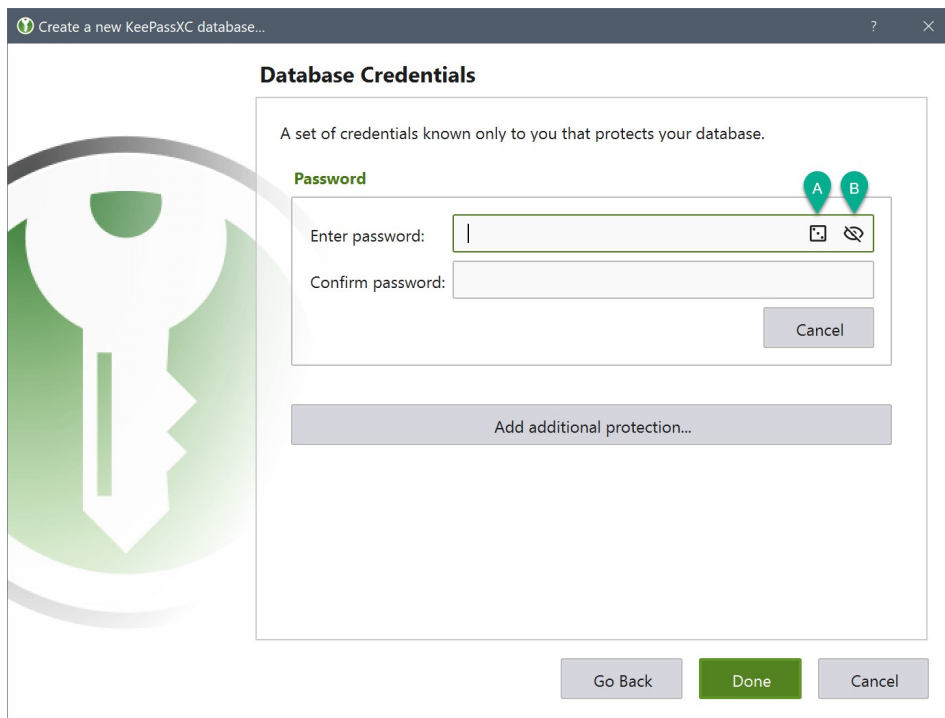 Create a new KeePassXC database...
?
Database Credentials
A set of credentials known only to you that protects your database.
Password
A B
Enter password:
Confirm password:
Cancel
Add additional protection...
Go Back Done Cancel